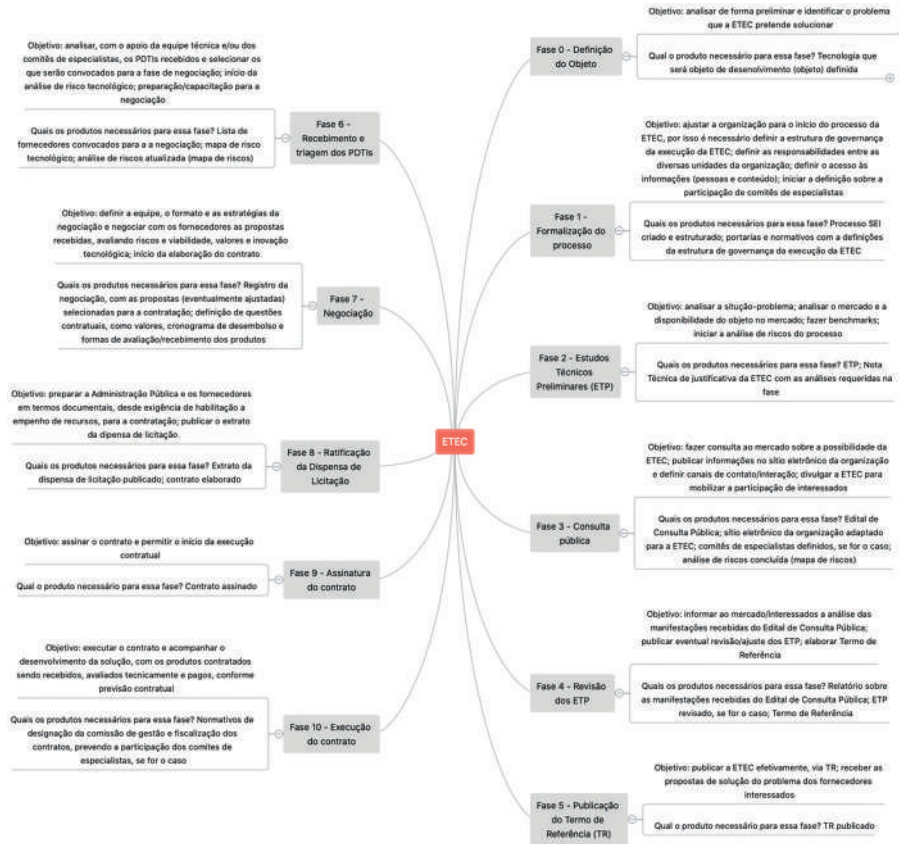 ETEC
Fase 0 - Definição
do Objeto
Objetivo: analisar de forma preliminar e identificar o problema
que a ETEC pretende solucionar
Qual o produto necessário para essa fase? Tecnologia que
será objeto de desenolvimento (objeto) definida
Fase 1 -
Formalização do
processo
Objetivo: ajustar a organização para o início do processo da
ETEC, por isso é necessário definir a estrutura de governança
da execução da ETEC; definir as responsabilidades entre as
diversas unidades da organização; definir o acesso às
informações (pessoas e conteúdo); iniciar a definição sobre a
participação de comitês de especialistas
Quais os produtos necessários para essa fase? Processo SEI
criado e estruturado; portarias e normativos com a definições
da estrutura de governança da execução da ETEC
Fase 2 - Estudos
Técnicos
Preliminares (ETP)
Objetivo: analisar a situção-problema; analisar o mercado e a
disponibilidade do objeto no mercado; fazer benchmarks;
iniciar a análise de riscos do processo
Quais os produtos necessários para essa fase? ETP; Nota
Técnica de justificativa da ETEC com as análises requeridas na
fase
Fase 3 - Consulta
pública
Objetivo: fazer consulta ao mercado sobre a possibilidade da
ETEC; publicar informações no sítio eletrônico da organização
e definir canais de contato/interação; divulgar a ETEC para
mobilizar a participação de interessados
Quais os produtos necessários para essa fase? Edital de
Consulta Pública; sítio eletrônico da organização adaptado
para a ETEC; comitês de especialistas definidos, se for o caso;
análise de riscos concluída (mapa de riscos)
Fase 4 - Revisão
dos ETP
Objetivo: informar ao mercado/interessados a análise das
manifestações recebidas do Edital de Consulta Pública;
publicar eventual revisão/ajuste dos ETP; elaborar Termo de
Referência
Quais os produtos necessários para essa fase? Relatório sobre
as manifestações recebidas do Edital de Consulta Pública; ETP
revisado, se for o caso; Termo de Referência
Fase 5 - Publicação
do Termo de
Referência (TR)
Objetivo: publicar a ETEC efetivamente, via TR; receber as
propostas de solução do problema dos fornecedores
interessados
Qual o produto necessário para essa fase? TR publicado
Fase 6 -
Recebimento e
triagem dos PDTIs
Objetivo: analisar, com o apoio da equipe técnica e/ou dos
comitês de especialistas, os PDTIs recebidos e selecionar os
que serão convocados para a fase de negociação; início da
análise de risco tecnológico; preparação/capacitação para a
negociação
Quais os produtos necessários para essa fase? Lista de
fornecedores convocados para a a negociação; mapa de risco
tecnológico; análise de riscos atualizada (mapa de riscos)
Fase 7 -
Negociação
Objetivo: definir a equipe, o formato e as estratégias da
negociação e negociar com os fornecedores as propostas
recebidas, avaliando riscos e viabilidade, valores e inovação
tecnológica; início da elaboração do contrato.
Quais os produtos necessários para essa fase? Registro da
negociação, com as propostas (eventualmente ajustadas)
selecionadas para a contratação; definição de questões
contratuais, como valores, cronograma de desembolso e
formas de avaliação/recebimento dos produtos
Fase 8 - Ratificação
da Dispensa de
Licitação
Objetivo: preparar a Administração Pública e os fornecedores
em termos documentais, desde exigência de habilitação a
empenho de recursos, para a contratação; publicar o extrato
da dipensa de licitação.
Quais os produtos necessários para essa fase? Extrato da
dispensa de licitação publicado; contrato elaborado
Fase 9 - Assinatura
do contrato
Objetivo: assinar o contrato e permitir o início da execução
contratual
Qual o produto necessário para essa fase? Contrato assinado
Fase 10 - Execução
do contrato
Objetivo: executar o contrato e acompanhar o
desenvolvimento da solução, com os produtos contratados
sendo recebidos, avaliados tecnicamente e pagos, conforme
previsão contratual
Quais os produtos necessários para essa fase? Normativos de
designação da comissão de gestão e fiscalização dos
contratos, prevendo a participação dos comites de
especialistas, se for o caso